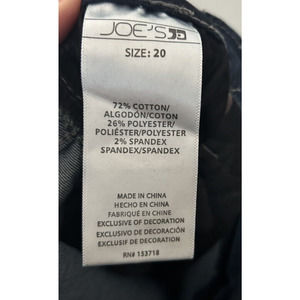 JOE'S JD
SIZE: 20
72% COTTON/
ALGODÓN/COTON
26% POLYESTER/
POLIÉSTER/POLYESTER
2% SPANDEX
SPANDEX/SPANDEX
MADE IN CHINA
HECHO EN CHINA
FABRIQUÉ EN CHINE
EXCLUSIVE OF DECORATION
EXCLUSIVO DE DECORACIÓN
EXCLUSIF DE DECORATION
RN# 133718